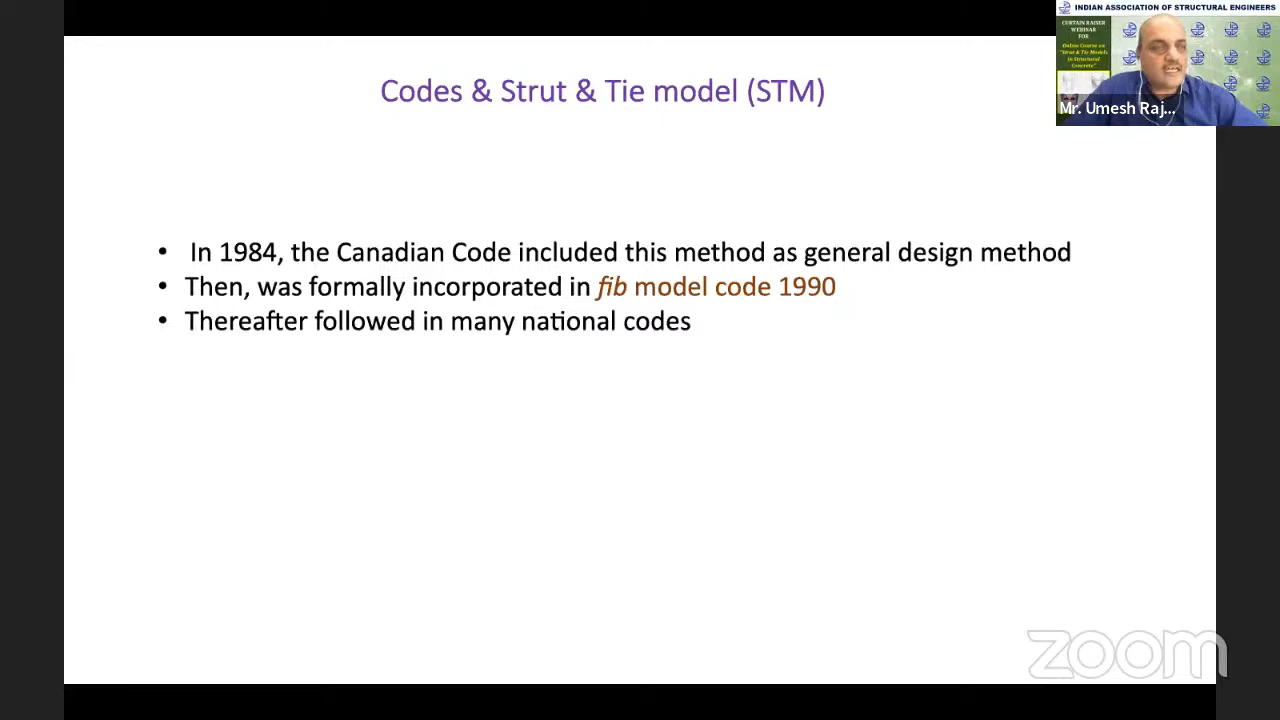 INDIAN ASSOCIATION OF STRUCTURAL ENGINEERS
CURTAIN RAISER
WEBINAR
FOR
Online Course on
"Strut & Tie Models
in Structural
Concrete"
Mr. Umesh Raj...
Codes & Strut & Tie model (STM)
• In 1984, the Canadian Code included this method as general design method
• Then, was formally incorporated in fib model code 1990
• Thereafter followed in many national codes
zoom